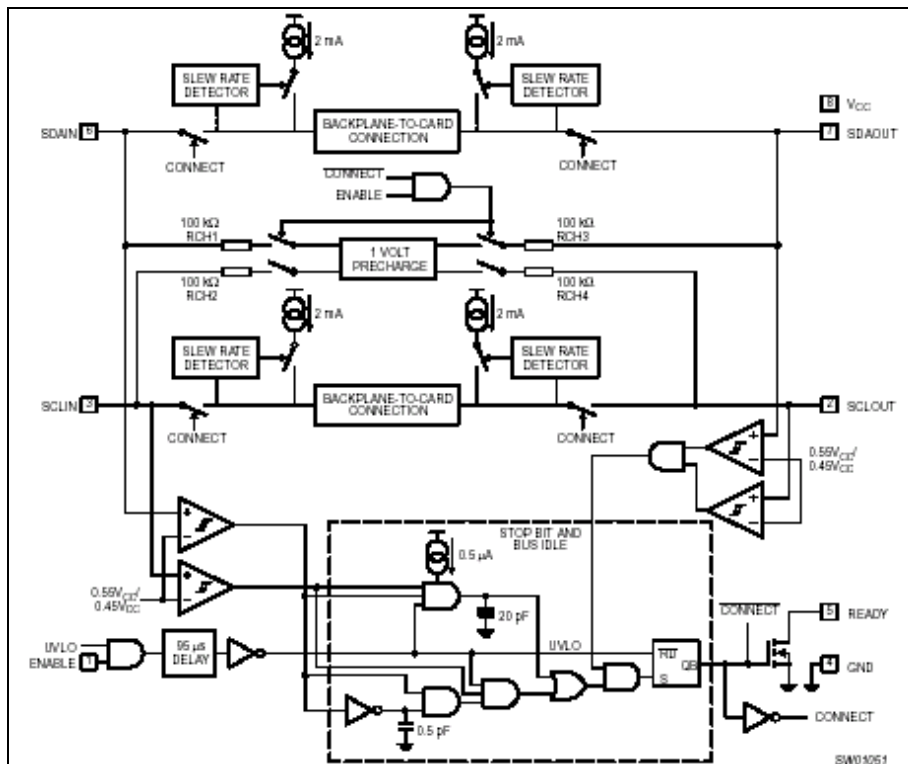 2 mA
2 mA
SLEW RATE
DETECTOR
SLEW RATE
DETECTOR
8 VCC
SDAIN 6
BACKPLANE-TO-CARD
CONNECTION
7 SDAOUT
CONNECT
CONNECT
CONNECT
ENABLE
100 kΩ
RCH1
100 kΩ
RCH3
1 VOLT
PRECHARGE
100 kΩ
RCH2
100 kΩ
RCH4
2 mA
2 mA
SLEW RATE
DETECTOR
SLEW RATE
DETECTOR
SCLIN 3
BACKPLANE-TO-CARD
CONNECTION
2 SCLOUT
CONNECT
CONNECT
+
−
0.55VCC/
0.45VCC
+
−
STOP BIT AND
BUS IDLE
+
−
0.5 µA
+
−
0.55VCC/
0.45VCC
20 pF
CONNECT
5 READY
UVLO
ENABLE 1
95 µs
DELAY
UVLO
RD
QB
S
4 GND
0.5 pF
CONNECT
SW01051